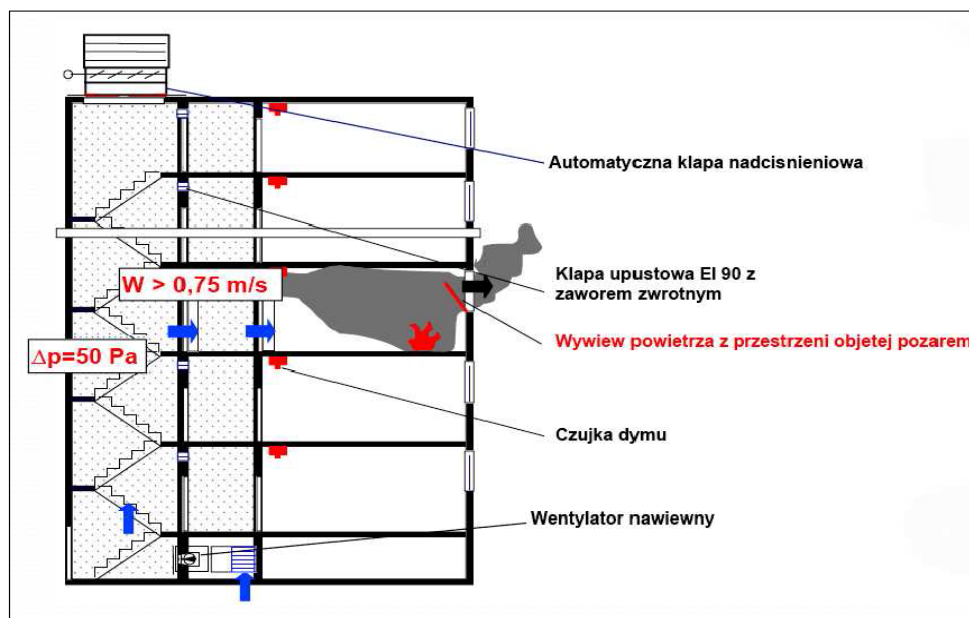 Automatyczna klapa nadcisnieniowa
Klapa upustowa EI 90 z
zaworem zwrotnym
W > 0,75 m/s
Wywiew powietrza z przestrzeni objetej pozarem
Δp=50 Pa
Czujka dymu
Wentylator nawiewny